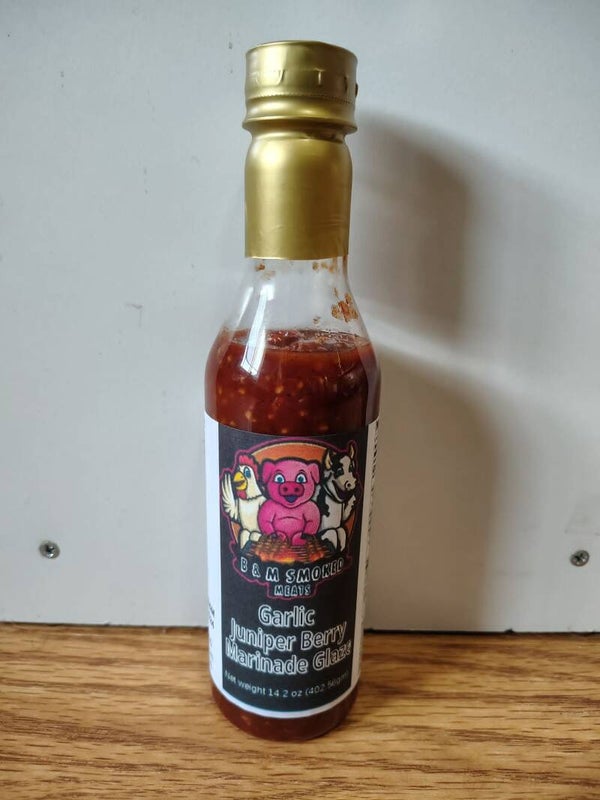 B & M SMOKED
MEATS
Garlic
Juniper Berry
Marinade Glaze
Net weight 14.2 oz (402.56gm)